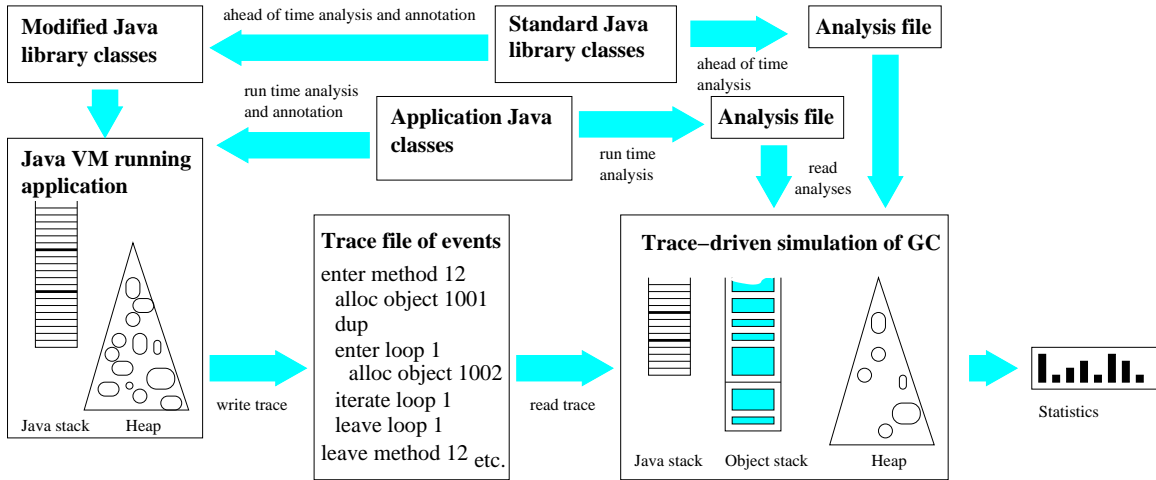 Modified Java
library classes
ahead of time analysis and annotation
Standard Java
library classes
ahead of time
analysis
Analysis file
run time analysis
and annotation
Application Java
classes
run time
analysis
Analysis file
read
analyses
Java VM running
application
Java stack
Heap
write trace
Trace file of events
enter method 12
alloc object 1001
dup
enter loop 1
alloc object 1002
iterate loop 1
leave loop 1
leave method 12 etc.
read trace
Trace−driven simulation of GC
Java stack
Object stack
Heap
Statistics